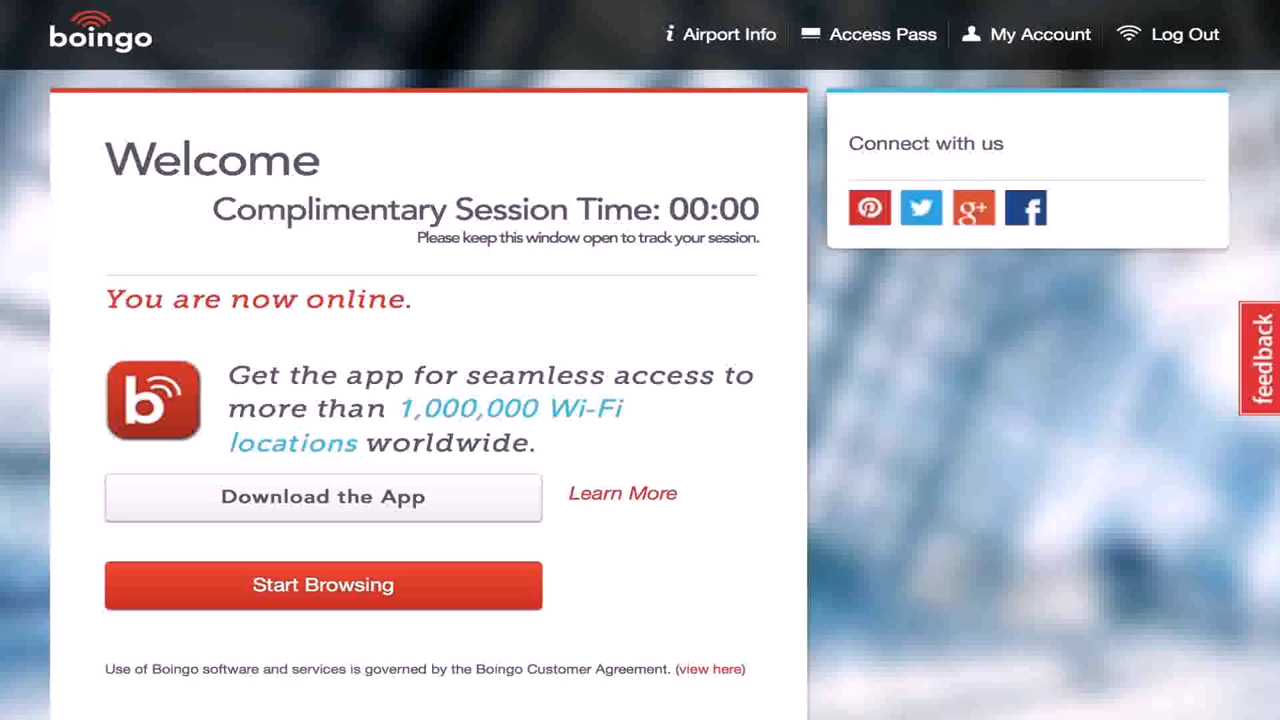 boingo
Airport Info
Access Pass
My Account
Log Out
Welcome
Complimentary Session Time: 00:00
Please keep this window open to track your session.
You are now online.
b
Get the app for seamless access to
more than 1,000,000 Wi-Fi
locations worldwide.
Download the App
Learn More
Start Browsing
Use of Boingo software and services is governed by the Boingo Customer Agreement. (view here)
Connect with us
g+
f
feedback